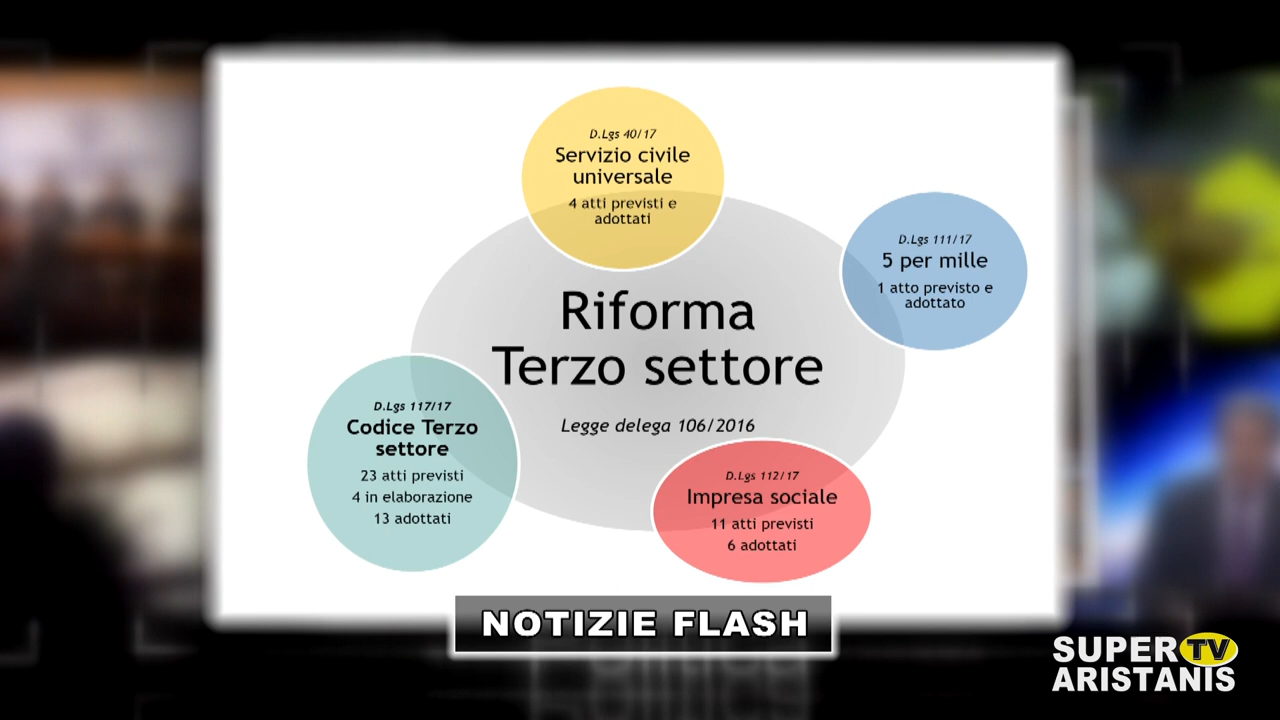 D.Lgs 40/17
Servizio civile
universale
4 atti previsti e
adottati
D.Lgs 111/17
5 per mille
1 atto previsto e
adottato
Riforma
Terzo settore
Legge delega 106/2016
D.Lgs 117/17
Codice Terzo
settore
23 atti previsti
4 in elaborazione
13 adottati
D.Lgs 112/17
Impresa sociale
11 atti previsti
6 adottati
NOTIZIE FLASH
SUPER TV
ARISTANIS